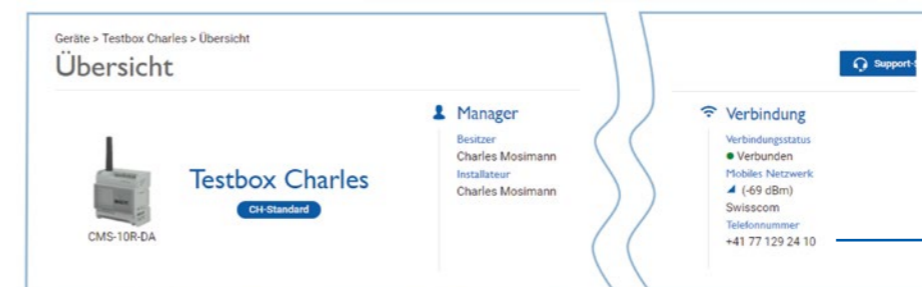 Geräte > Testbox Charles > Übersicht
Übersicht
Support-
Manager
Besitzer
Charles Mosimann
Installateur
Charles Mosimann
Testbox Charles
CH-Standard
CMS-10R-DA
Verbindung
Verbindungsstatus
Verbunden
Mobiles Netzwerk
(-69 dBm)
Swisscom
Telefonnummer
+41 77 129 24 10